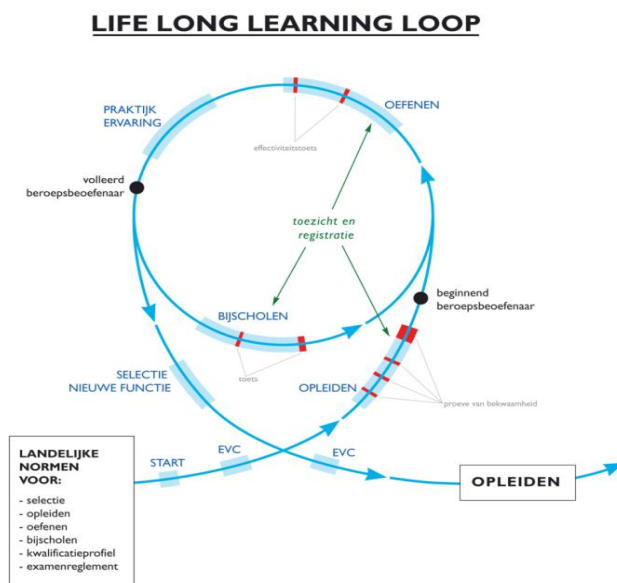 LIFE LONG LEARNING LOOP
PRAKTIJK
ERVARING
OEFENEN
effectiviteitstoets
volleerd
beroepsbeoefenaar
toezicht en
registratie
beginnend
beroepsbeoefenaar
BIJSCHOLEN
toets
SELECTIE
NIEUWE FUNCTIE
OPLEIDEN
proeve van bekwaamheid
LANDELIJKE
NORMEN
VOOR:
- selectie
- opleiden
- oefenen
- bijscholen
- kwalificatieprofiel
- examenreglement
START
EVC
EVC
OPLEIDEN